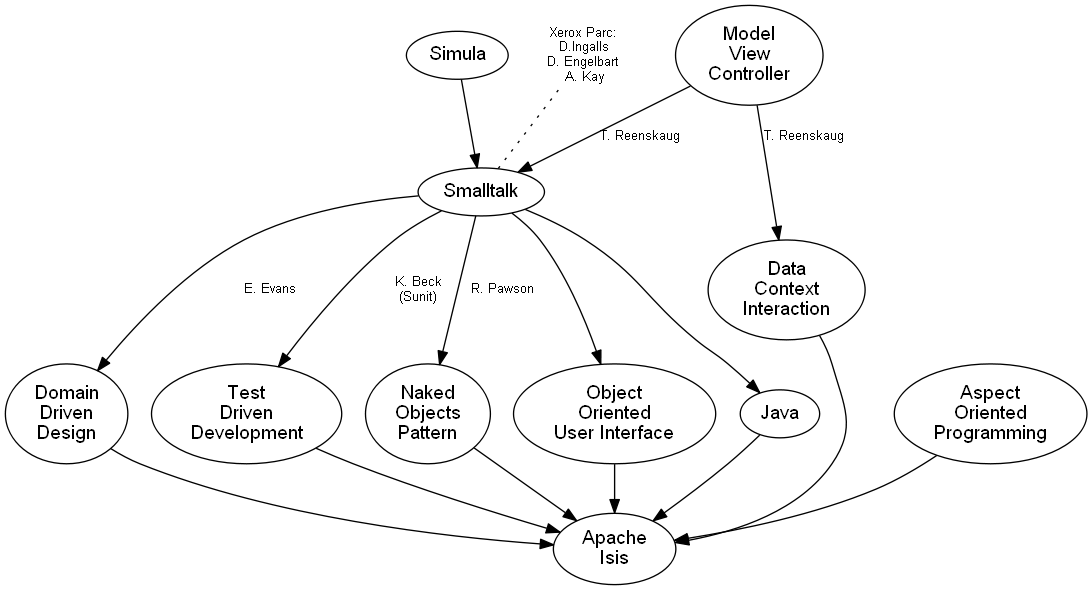 Simula
Xerox Parc:
D.Ingalls
D. Engelbart
A. Kay
Model
View
Controller
T. Reenskaug
T. Reenskaug
Smalltalk
Data
Context
Interaction
E. Evans
K. Beck
(Sunit)
R. Pawson
Domain
Driven
Design
Test
Driven
Development
Naked
Objects
Pattern
Object
Oriented
User Interface
Java
Aspect
Oriented
Programming
Apache
Isis